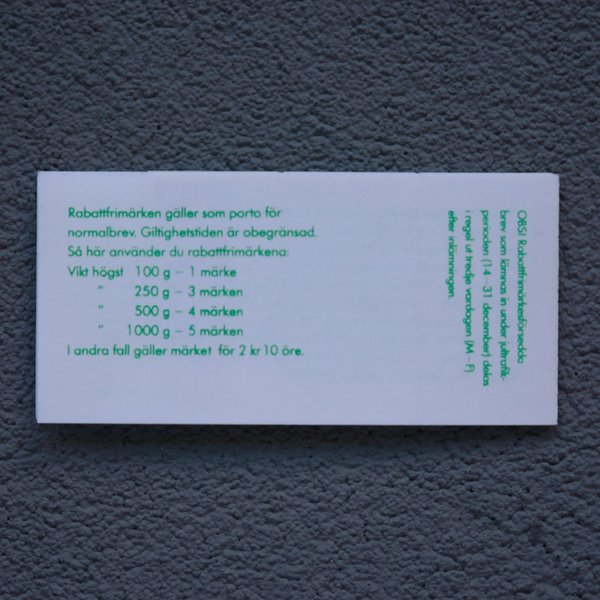 Rabattfrimärken gäller som porto för
normalbrev. Giltighetstiden är obegränsad.
Så här använder du rabattfrimärkena:
Vikt högst 100 g – 1 märke
" 250 g – 3 märken
" 500 g – 4 märken
" 1000 g – 5 märken
I andra fall gäller märket för 2 kr 10 öre.
OBS! Rabattfrimärkesförsedda
brev som lämnas in under jultrafik-
perioden (14–31 december) delas
i regel ut tredje vardagen (M–F)
efter inlämningen.